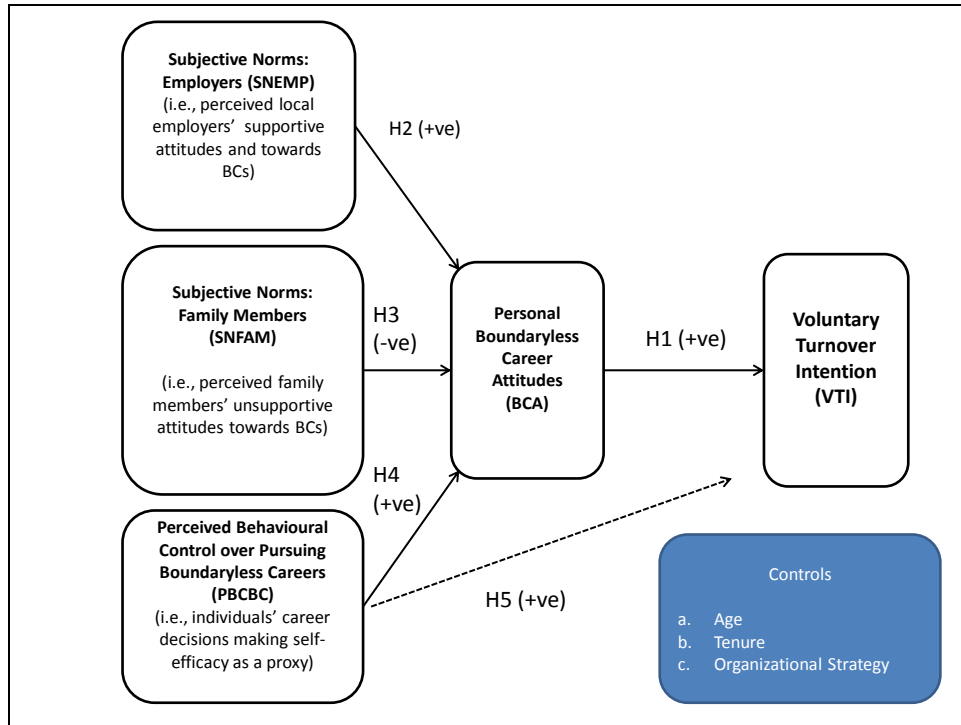 Subjective Norms:
Employers (SNEMP)
(i.e., perceived local
employers’ supportive
attitudes and towards
BCs)
H2 (+ve)
Subjective Norms:
Family Members
(SNFAM)
(i.e., perceived family
members’ unsupportive
attitudes towards BCs)
H3
(-ve)
Personal
Boundaryless
Career
Attitudes
(BCA)
H1 (+ve)
Voluntary
Turnover
Intention
(VTI)
H4
(+ve)
Perceived Behavioural
Control over Pursuing
Boundaryless Careers
(PBCBC)
(i.e., individuals’ career
decisions making self-
efficacy as a proxy)
H5 (+ve)
Controls
a. Age
b. Tenure
c. Organizational Strategy